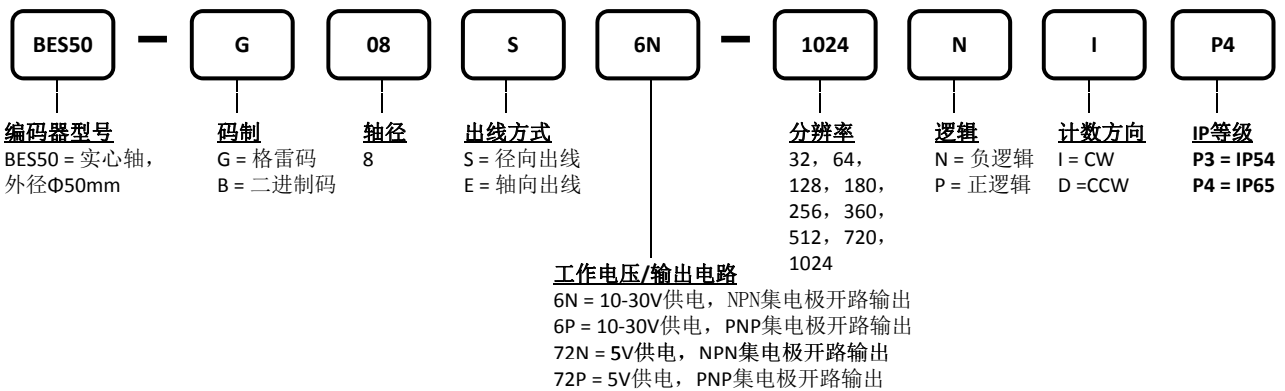 BES50 — G 08 S 6N — 1024 N I P4
编码器型号
BES50 = 实心轴，
外径Φ50mm
码制
G = 格雷码
B = 二进制码
轴径
8
出线方式
S = 径向出线
E = 轴向出线
工作电压/输出电路
6N = 10-30V供电，NPN集电极开路输出
6P = 10-30V供电，PNP集电极开路输出
72N = 5V供电，NPN集电极开路输出
72P = 5V供电，PNP集电极开路输出
分辨率
32，64，
128，180，
256，360，
512，720，
1024
逻辑
N = 负逻辑
P = 正逻辑
计数方向
I = CW
D =CCW
IP等级
P3 = IP54
P4 = IP65